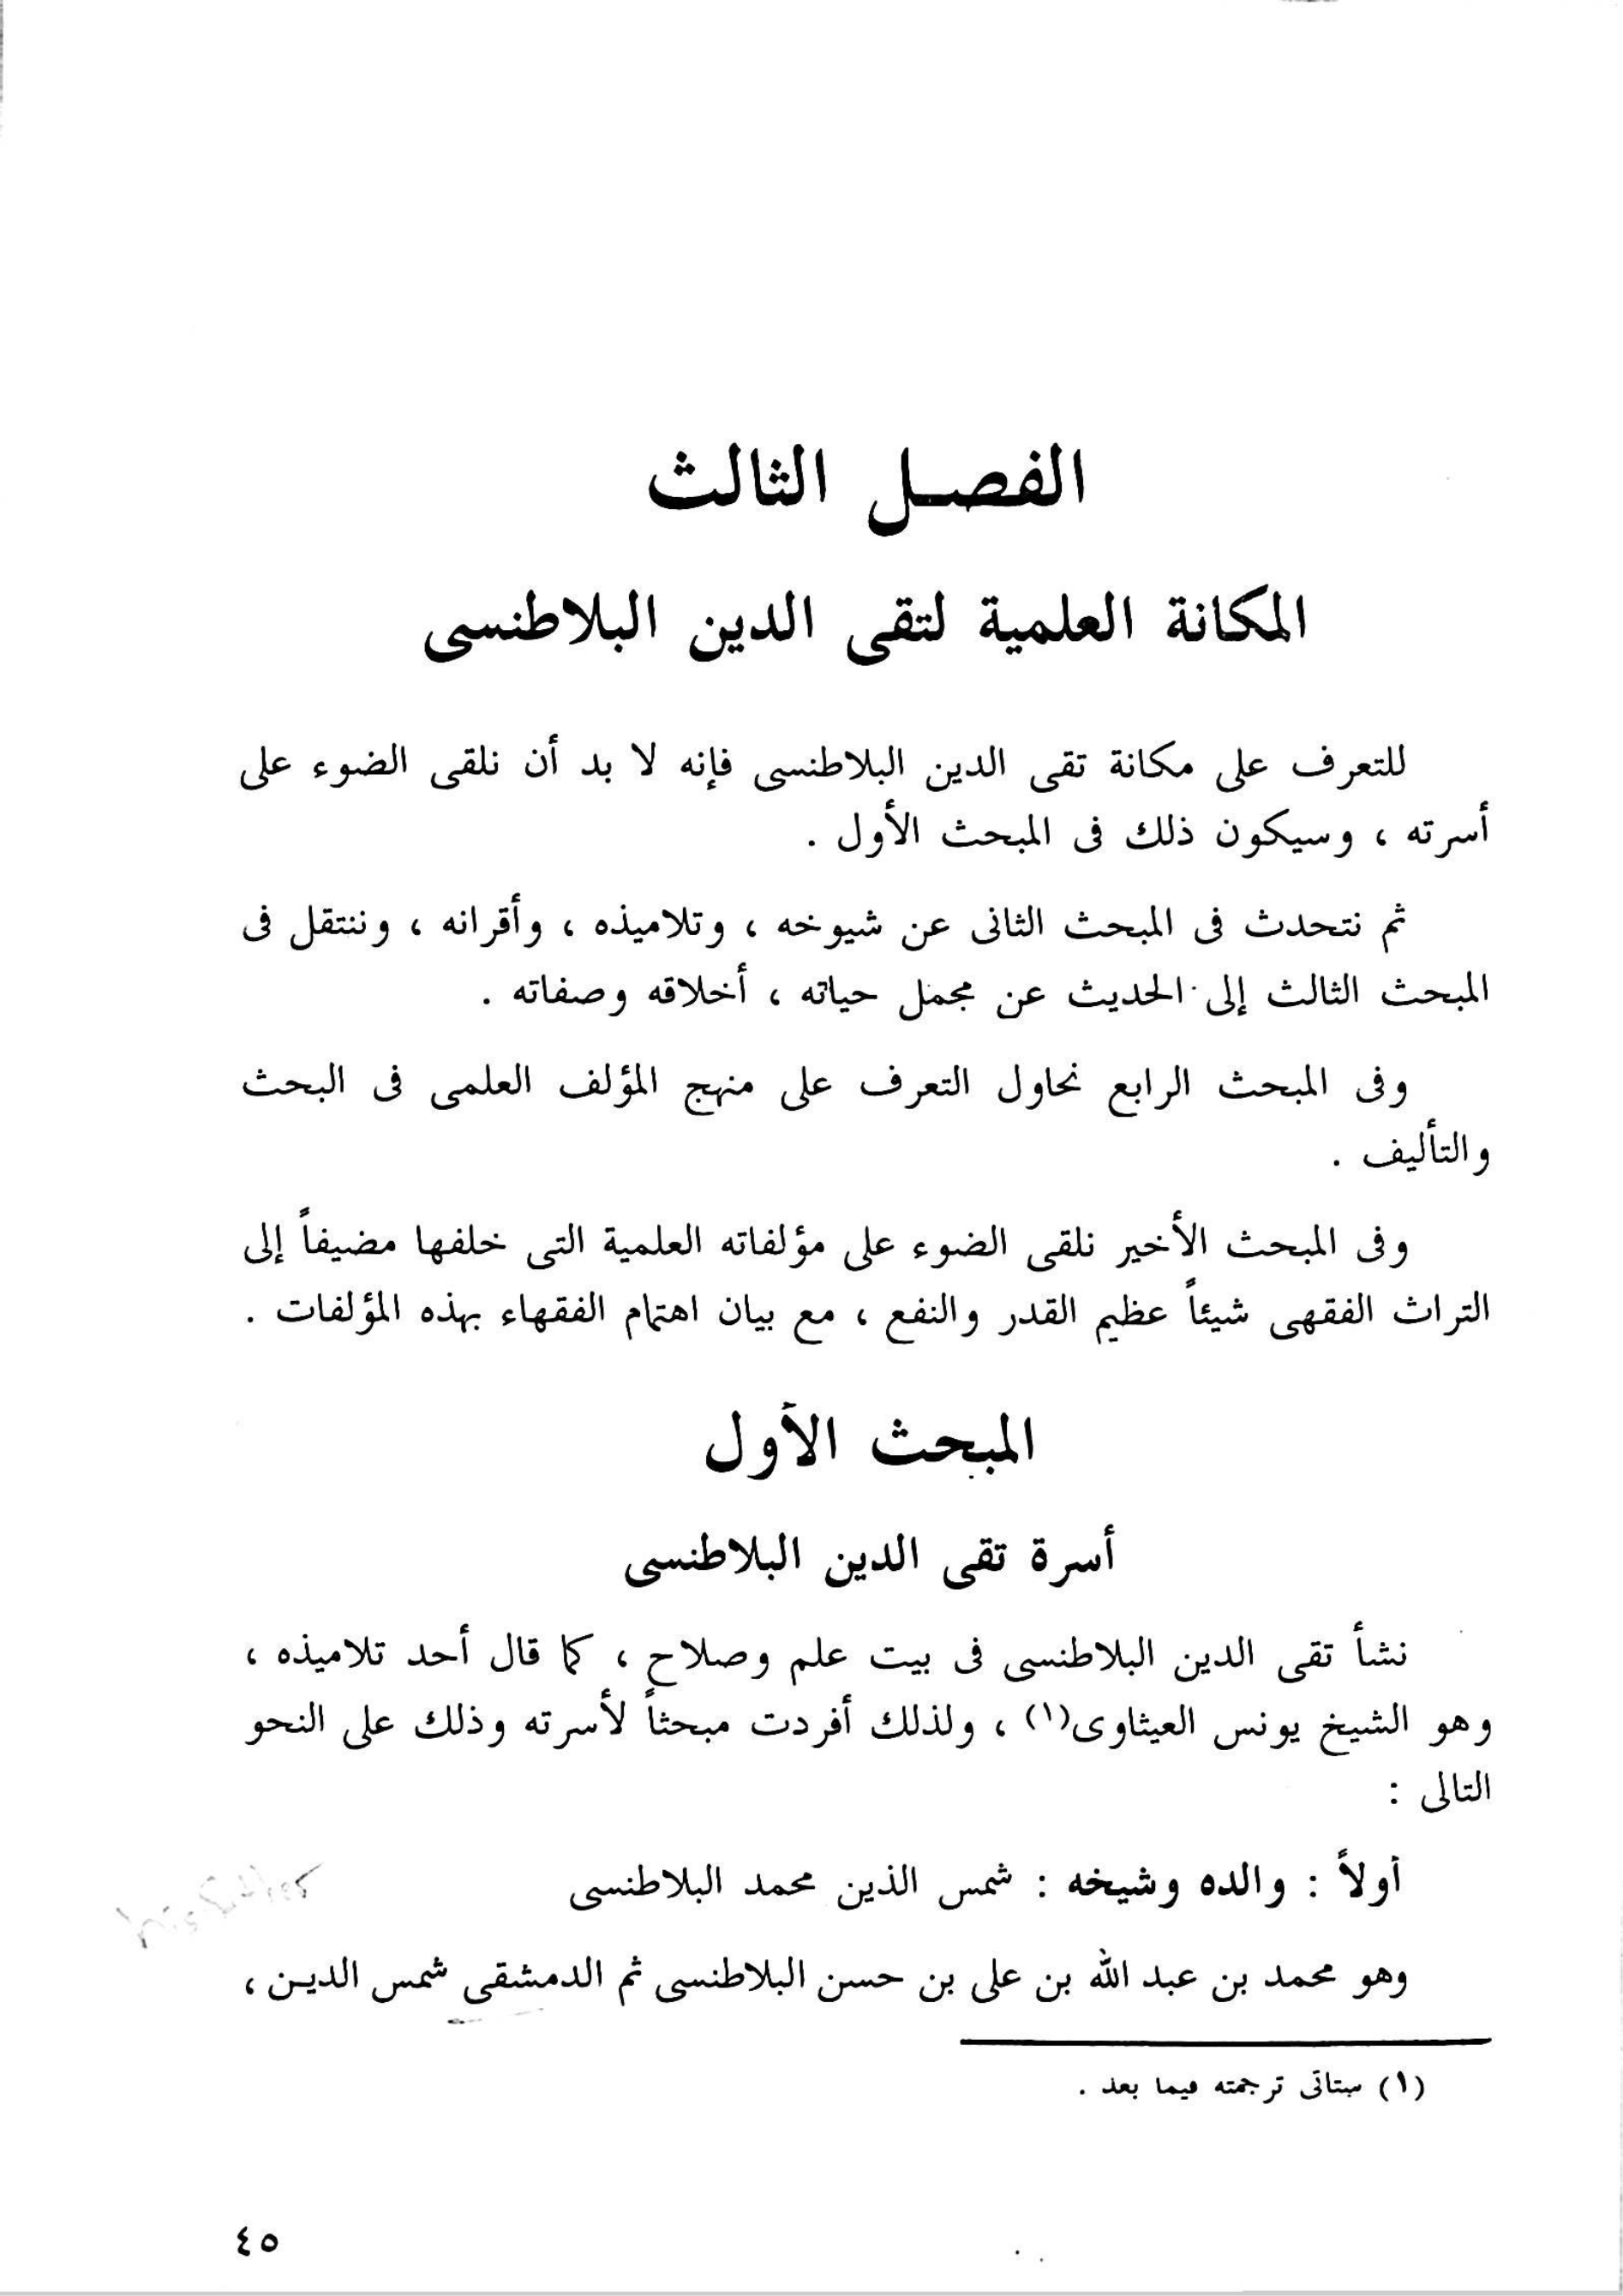 الفصل الثالث
المكانة العلمية لتقى الدين البلاطنسى
للتعرف على مكانة تقى الدين البلاطنسى فإنه لا بد أن نلقى الضوء على
أسرته ، وسيكون ذلك فى المبحث الأول .
ثم نتحدث فى المبحث الثانى عن شيوخه ، وتلاميذه ، وأقرانه ، وننتقل فى
المبحث الثالث إلى الحديث عن مجمل حياته ، أخلاقه وصفاته .
وفى المبحث الرابع نحاول التعرف على منهج المؤلف العلمى فى البحث
والتأليف .
وفى المبحث الأخير نلقى الضوء على مؤلفاته العلمية التى خلفها مضيفاً إلى
التراث الفقهى شيئاً عظيم القدر والنفع ، مع بيان اهتمام الفقهاء بهذه المؤلفات .
المبحث الأول
أسرة تقى الدين البلاطنسى
نشأ تقى الدين البلاطنسى فى بيت علم وصلاح ، كما قال أحد تلاميذه ،
وهو الشيخ يونس العيثاوى(١) ، ولذلك أفردت مبحثاً لأسرته وذلك على النحو
التالى :
أولاً : والده وشيخه : شمس الذين محمد البلاطنسى
وهو محمد بن عبد الله بن على بن حسن البلاطنسى ثم الدمشقى شمس الديـن ،
(١) ستاتى ترجمته فيما بعد .
٤٥